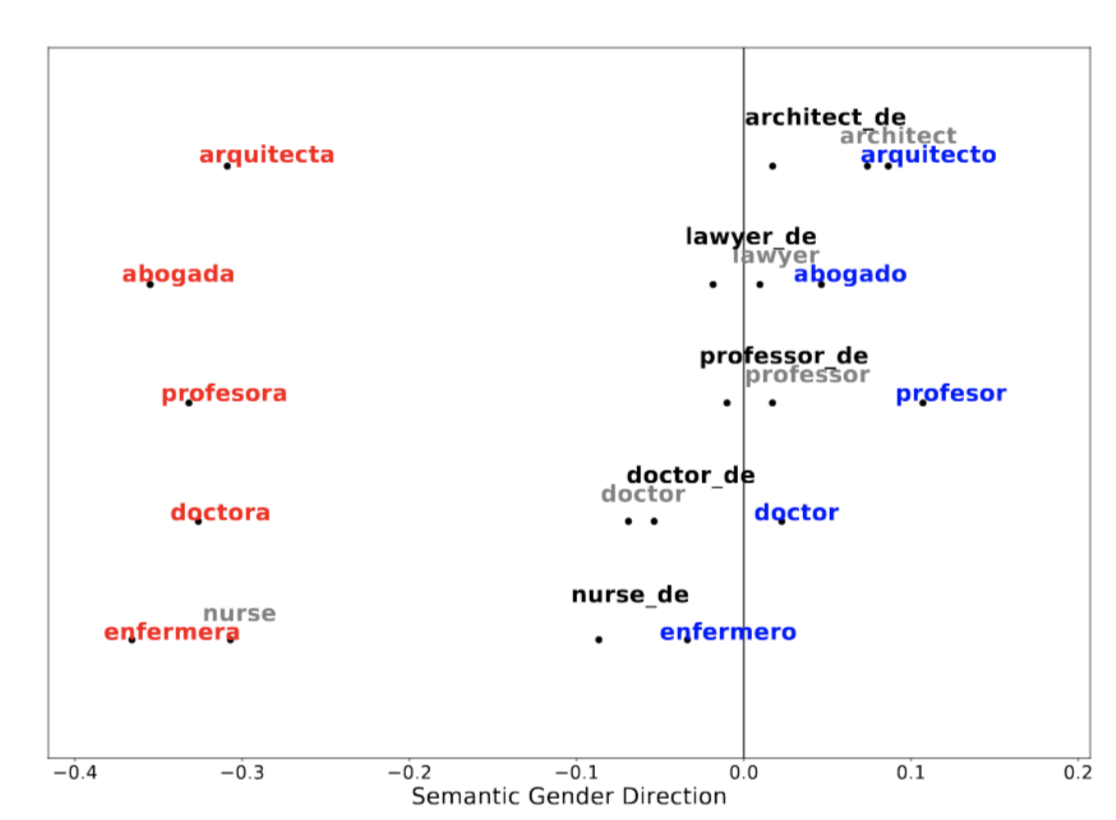 architect_de
architect
arquitecta
arquitecto
lawyer_de
lawyer
abogada
abogado
professor_de
professor
profesora
profesor
doctor_de
doctor
doctora
doctor
nurse_de
nurse
enfermera
enfermero
−0.4 −0.3 −0.2 −0.1 0.0 0.1 0.2
Semantic Gender Direction